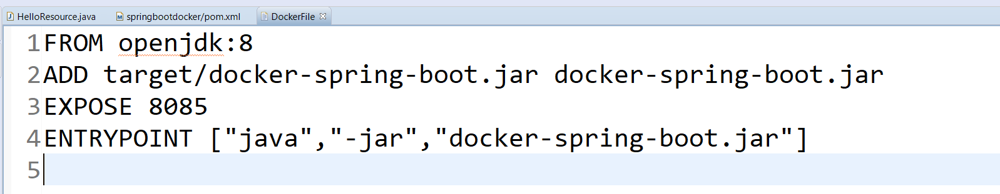 HelloResource.java springbootdocker/pom.xml DockerFile
1 FROM openjdk:8
2 ADD target/docker-spring-boot.jar docker-spring-boot.jar
3 EXPOSE 8085
4 ENTRYPOINT ["java","-jar","docker-spring-boot.jar"]
5